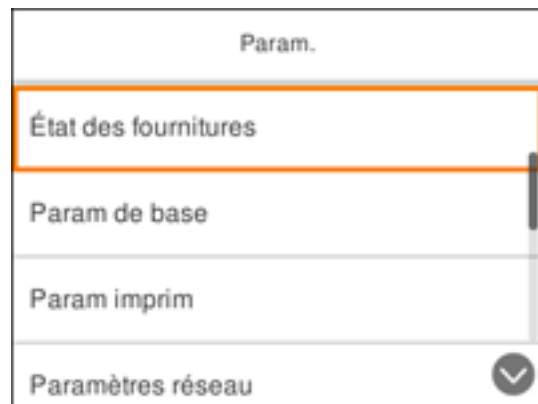 Param.
État des fournitures
Param de base
Param imprim
Paramètres réseau